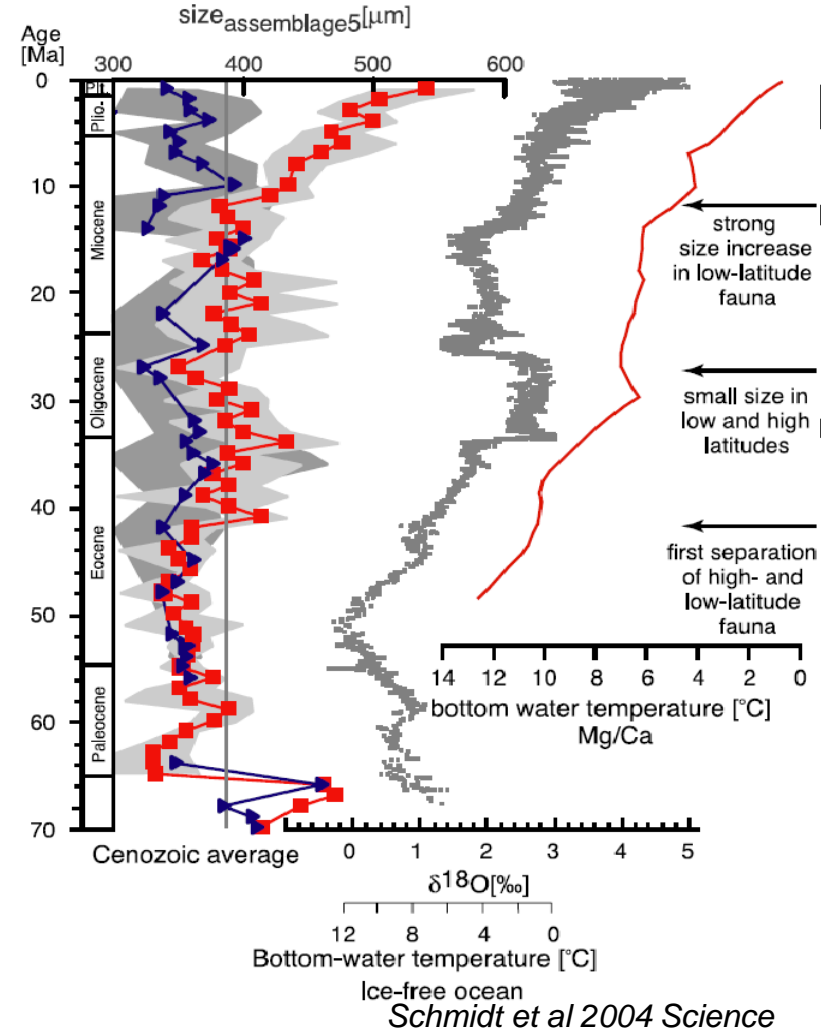 size assemblage5[µm]
Age
[Ma]
300 400 500 600
0
10
20
30
40
50
60
70
Plio.
Miocene
Oligocene
Eocene
Paleocene
strong
size increase
in low-latitude
fauna
small size in
low and high
latitudes
first separation
of high- and
low-latitude
fauna
14 12 10 8 6 4 2 0
bottom water temperature [°C]
Mg/Ca
Cenozoic average
0 1 2 3 4 5
δ18O[‰]
12 8 4 0
Bottom-water temperature [°C]
Ice-free ocean
Schmidt et al 2004 Science